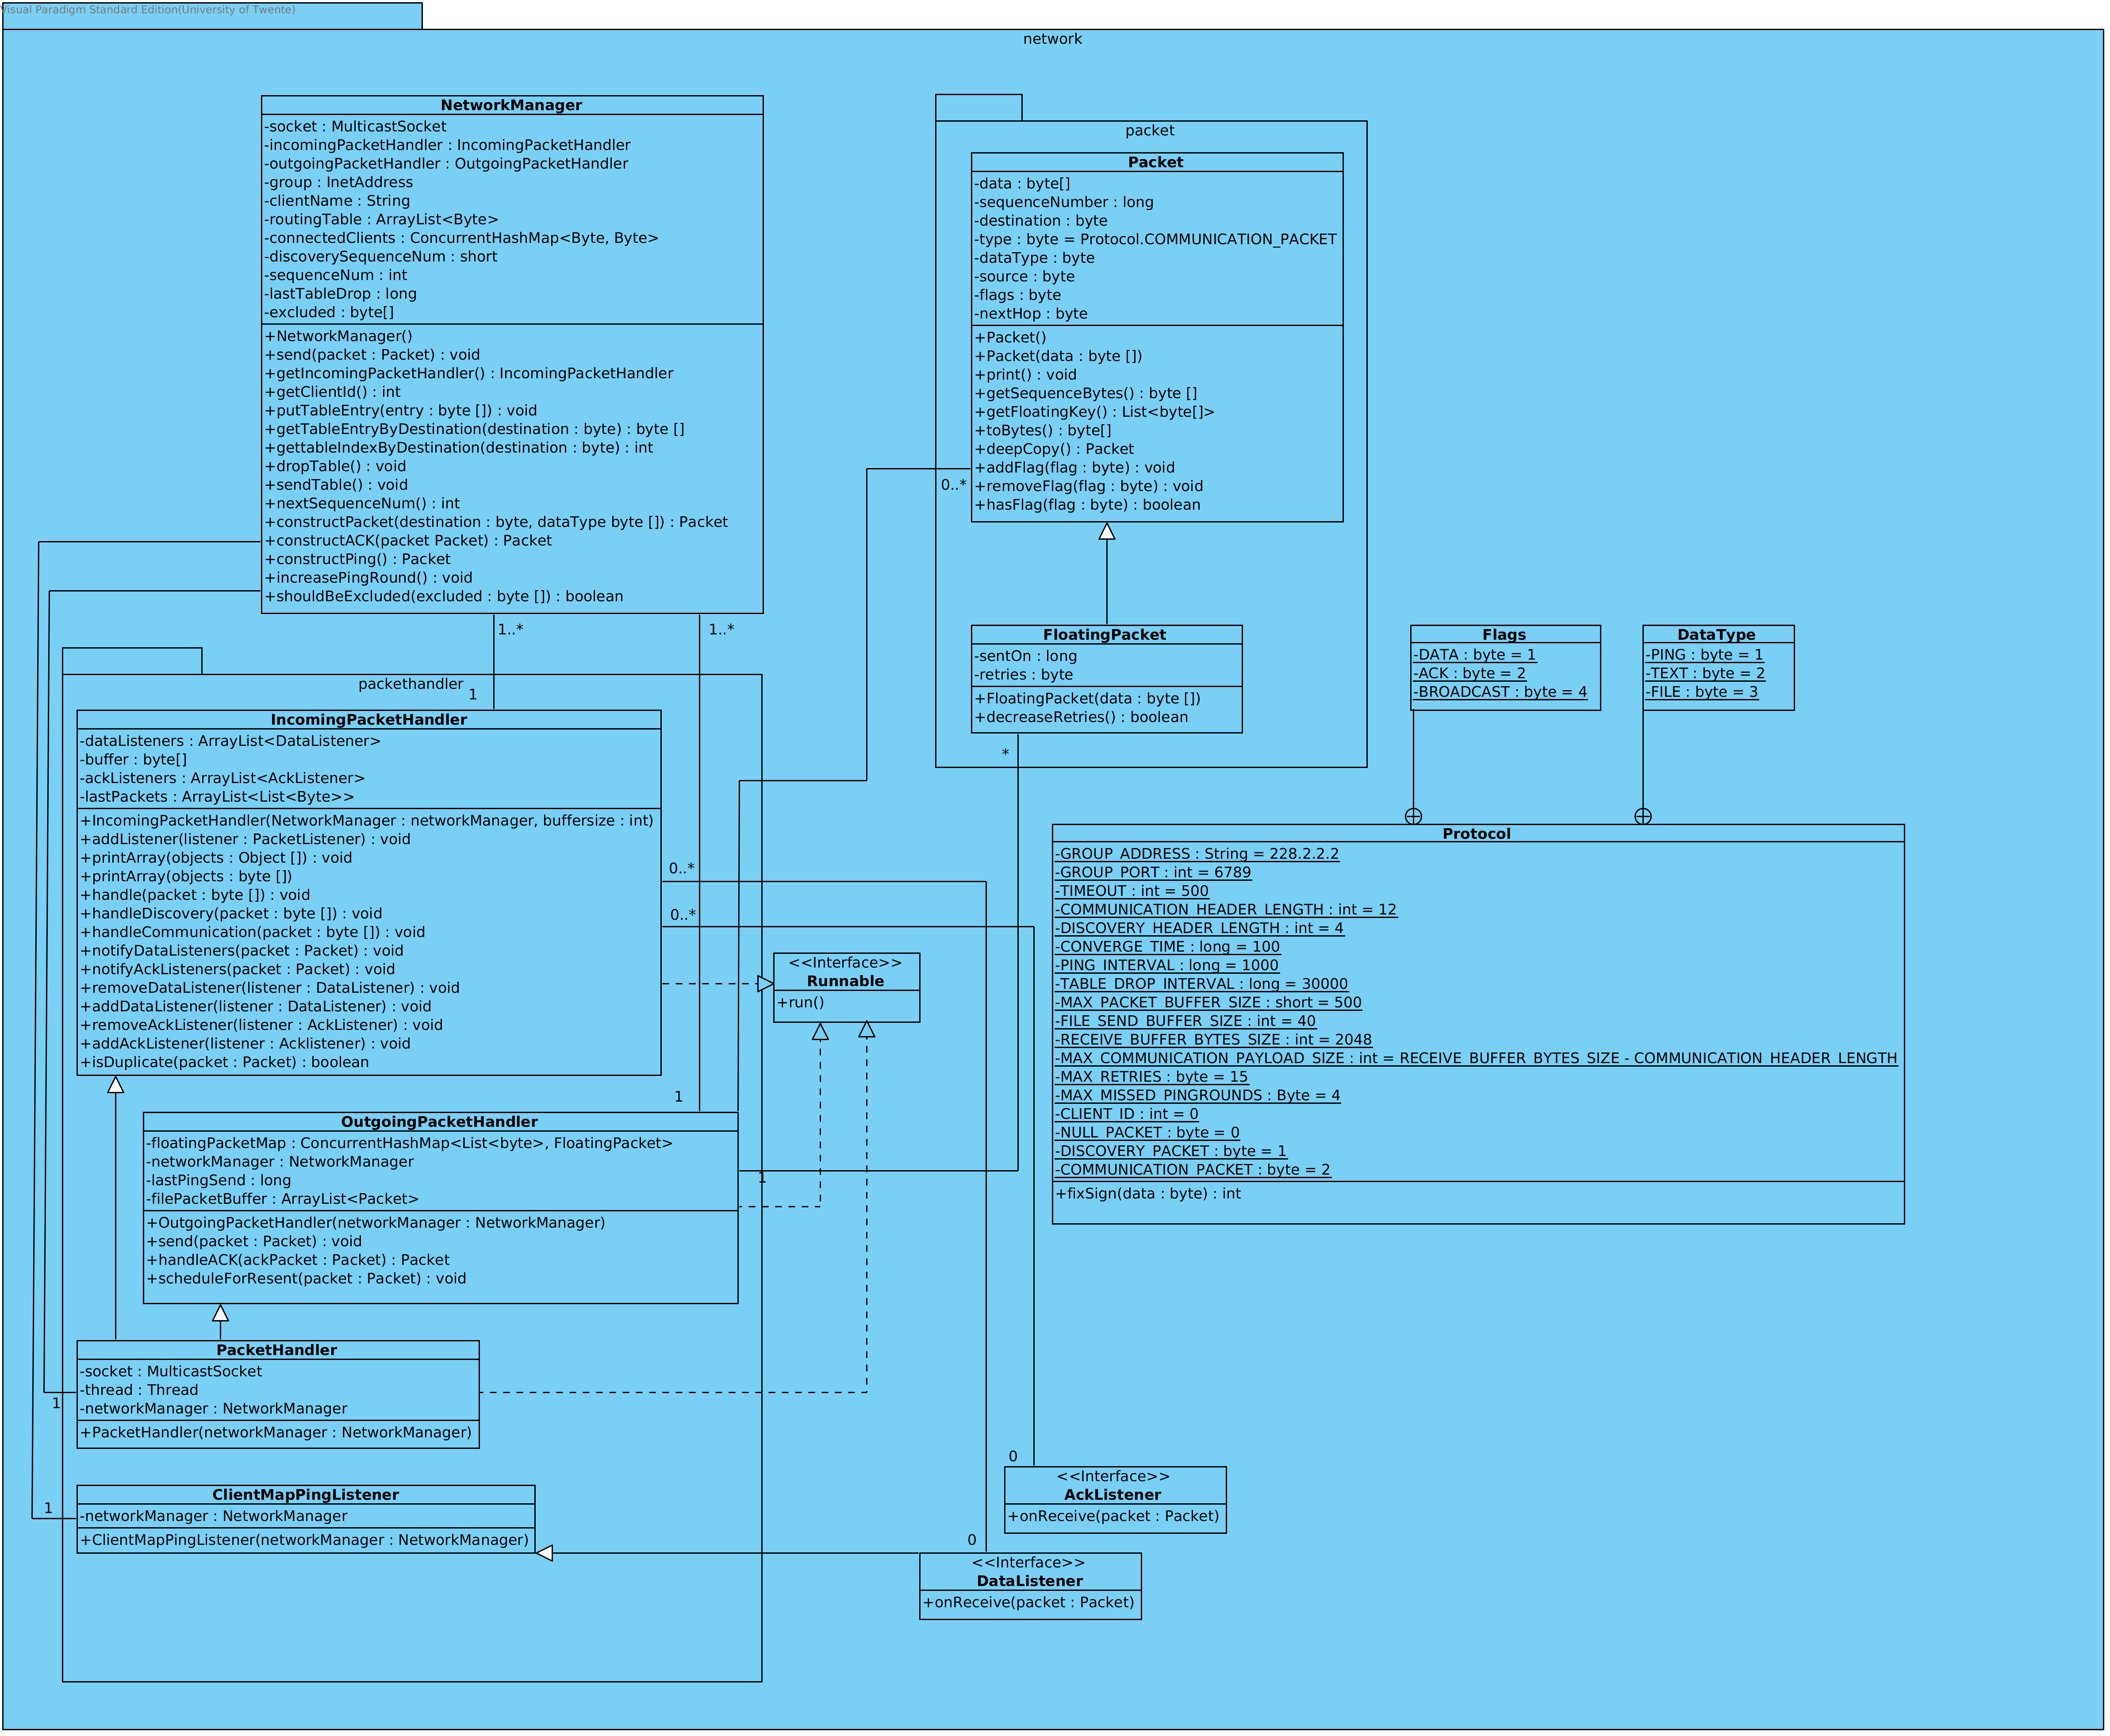 Visual Paradigm Standard Edition(University of Twente)
network
NetworkManager
-socket : MulticastSocket
-incomingPacketHandler : IncomingPacketHandler
-outgoingPacketHandler : OutgoingPacketHandler
-group : InetAddress
-clientName : String
-routingTable : ArrayList<Byte>
-connectedClients : ConcurrentHashMap<Byte, Byte>
-discoverySequenceNum : short
-sequenceNum : int
-lastTableDrop : long
-excluded : byte[]
+NetworkManager()
+send(packet : Packet) : void
+getIncomingPacketHandler() : IncomingPacketHandler
+getClientId() : int
+putTableEntry(entry : byte []) : void
+getTableEntryByDestination(destination : byte) : byte []
+gettableIndexByDestination(destination : byte) : int
+dropTable() : void
+sendTable() : void
+nextSequenceNum() : int
+constructPacket(destination : byte, dataType byte []) : Packet
+constructACK(packet Packet) : Packet
+constructPing() : Packet
+increasePingRound() : void
+shouldBeExcluded(excluded : byte []) : boolean
1..*
1..*
packet
Packet
-data : byte[]
-sequenceNumber : long
-destination : byte
-type : byte = Protocol.COMMUNICATION_PACKET
-dataType : byte
-source : byte
-flags : byte
-nextHop : byte
+Packet()
+Packet(data : byte [])
+print() : void
+getSequenceBytes() : byte []
+getFloatingKey() : List<byte[]>
+toBytes() : byte[]
+deepCopy() : Packet
+addFlag(flag : byte) : void
+removeFlag(flag : byte) : void
+hasFlag(flag : byte) : boolean
0..*
FloatingPacket
-sentOn : long
-retries : byte
+FloatingPacket(data : byte [])
+decreaseRetries() : boolean
*
Flags
-DATA : byte = 1
-ACK : byte = 2
-BROADCAST : byte = 4
DataType
-PING : byte = 1
-TEXT : byte = 2
-FILE : byte = 3
packethandler
1
IncomingPacketHandler
-dataListeners : ArrayList<DataListener>
-buffer : byte[]
-ackListeners : ArrayList<AckListener>
-lastPackets : ArrayList<List<Byte>>
+IncomingPacketHandler(NetworkManager : networkManager, buffersize : int)
+addListener(listener : PacketListener) : void
+printArray(objects : Object []) : void
+printArray(objects : byte [])
+handle(packet : byte []) : void
+handleDiscovery(packet : byte []) : void
+handleCommunication(packet : byte []) : void
+notifyDataListeners(packet : Packet) : void
+notifyAckListeners(packet : Packet) : void
+removeDataListener(listener : DataListener) : void
+addDataListener(listener : DataListener) : void
+removeAckListener(listener : AckListener) : void
+addAckListener(listener : Acklistener) : void
+isDuplicate(packet : Packet) : boolean
0..*
0..*
<<Interface>>
Runnable
+run()
Protocol
-GROUP_ADDRESS : String = 228.2.2.2
-GROUP_PORT : int = 6789
-TIMEOUT : int = 500
-COMMUNICATION_HEADER_LENGTH : int = 12
-DISCOVERY_HEADER_LENGTH : int = 4
-CONVERGE_TIME : long = 100
-PING_INTERVAL : long = 1000
-TABLE_DROP_INTERVAL : long = 30000
-MAX_PACKET_BUFFER_SIZE : short = 500
-FILE_SEND_BUFFER_SIZE : int = 40
-RECEIVE_BUFFER_BYTES_SIZE : int = 2048
-MAX_COMMUNICATION_PAYLOAD_SIZE : int = RECEIVE_BUFFER_BYTES_SIZE - COMMUNICATION_HEADER_LENGTH
-MAX_RETRIES : byte = 15
-MAX_MISSED_PINGROUNDS : Byte = 4
-CLIENT_ID : int = 0
-NULL_PACKET : byte = 0
-DISCOVERY_PACKET : byte = 1
-COMMUNICATION_PACKET : byte = 2
+fixSign(data : byte) : int
1
OutgoingPacketHandler
-floatingPacketMap : ConcurrentHashMap<List<byte>, FloatingPacket>
-networkManager : NetworkManager
-lastPingSend : long
-filePacketBuffer : ArrayList<Packet>
+OutgoingPacketHandler(networkManager : NetworkManager)
+send(packet : Packet) : void
+handleACK(ackPacket : Packet) : Packet
+scheduleForResent(packet : Packet) : void
1
PacketHandler
-socket : MulticastSocket
-thread : Thread
-networkManager : NetworkManager
+PacketHandler(networkManager : NetworkManager)
1
ClientMapPingListener
-networkManager : NetworkManager
+ClientMapPingListener(networkManager : NetworkManager)
1
0
<<Interface>>
AckListener
+onReceive(packet : Packet)
0
<<Interface>>
DataListener
+onReceive(packet : Packet)